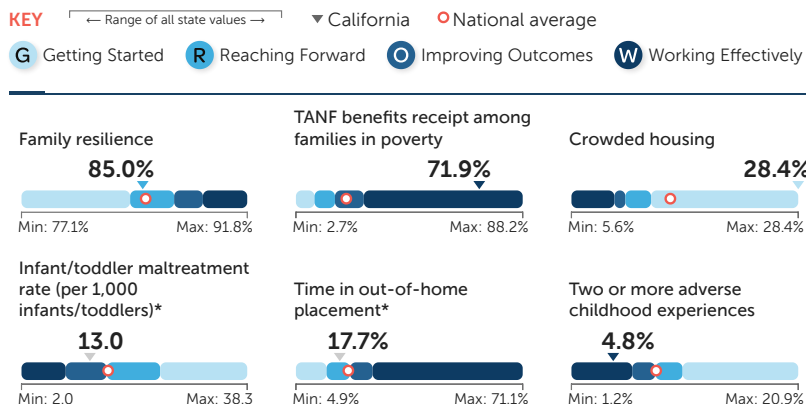 KEY ← Range of all state values → California National average
G Getting Started R Reaching Forward O Improving Outcomes W Working Effectively
Family resilience
85.0%
Min: 77.1% Max: 91.8%
TANF benefits receipt among
families in poverty
71.9%
Min: 2.7% Max: 88.2%
Crowded housing
28.4%
Min: 5.6% Max: 28.4%
Infant/toddler maltreatment
rate (per 1,000
infants/toddlers)*
13.0
Min: 2.0 Max: 38.3
Time in out-of-home
placement*
17.7%
Min: 4.9% Max: 71.1%
Two or more adverse
childhood experiences
4.8%
Min: 1.2% Max: 20.9%